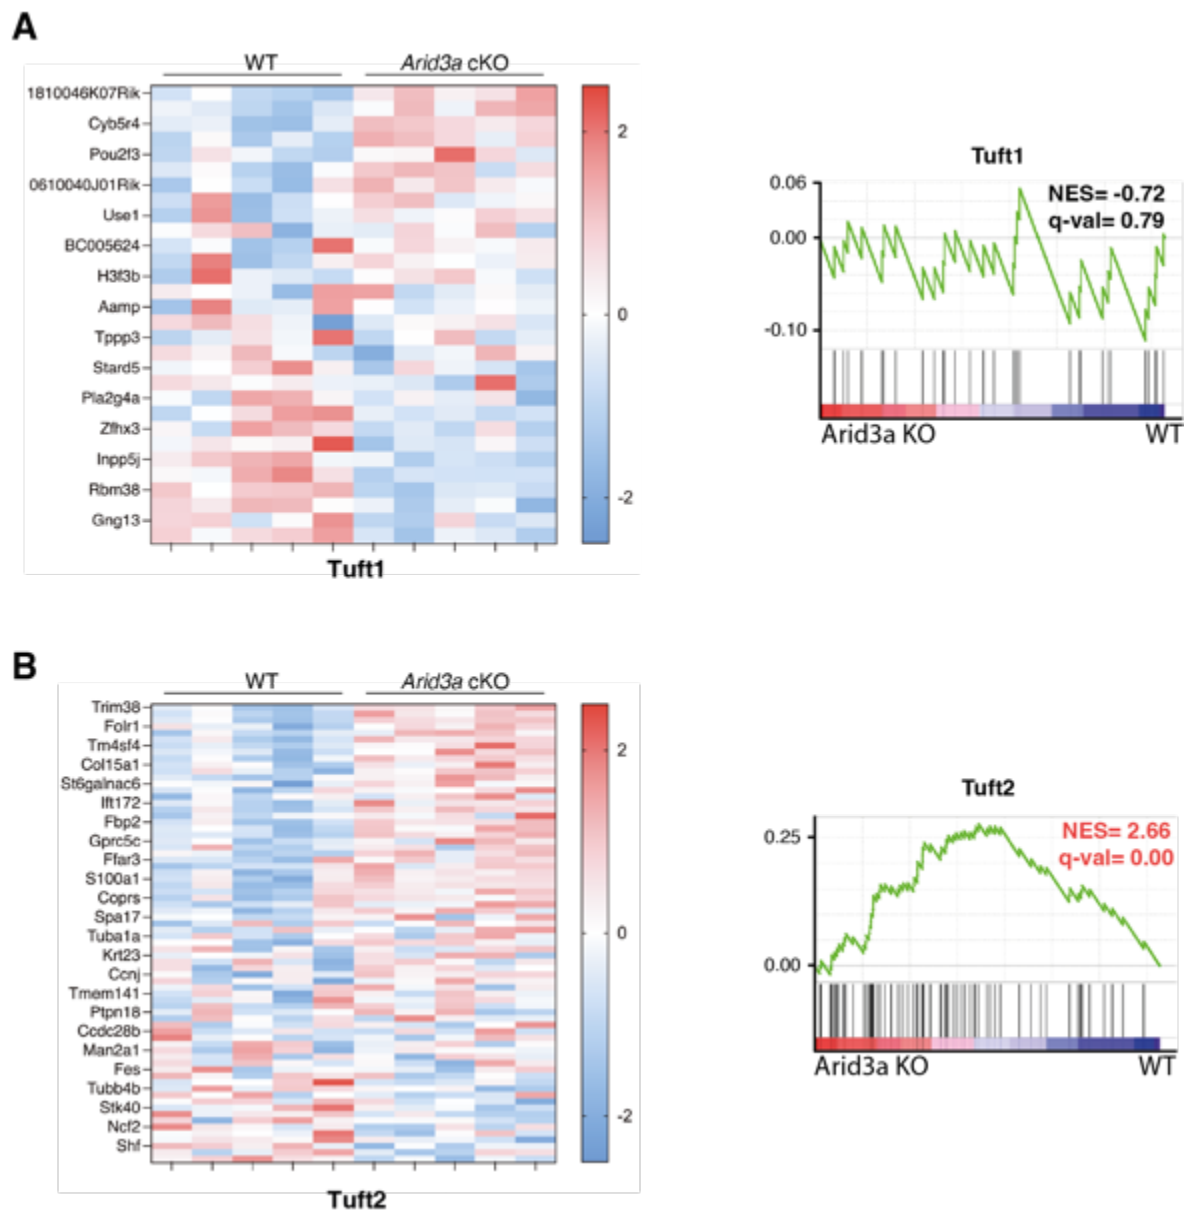 A
WT Arid3a cKO
1810046K07Rik
Cyb5r4
Pou2f3
0610040J01Rik
Use1
BC005624
H3f3b
Aamp
Tppp3
Stard5
Pla2g4a
Zfhx3
Inpp5j
Rbm38
Gng13
2
0
-2
Tuft1
Tuft1
NES= -0.72
q-val= 0.79
0.06
0.00
-0.10
Arid3a KO WT
B
WT Arid3a cKO
Trim38
Folr1
Tm4sf4
Col15a1
St6galnac6
Ift172
Fbp2
Gprc5c
Ffar3
S100a1
Coprs
Spa17
Tuba1a
Krt23
Ccnj
Tmem141
Ptpn18
Ccdc28b
Man2a1
Fes
Tubb4b
Stk40
Ncf2
Shf
2
0
-2
Tuft2
Tuft2
NES= 2.66
q-val= 0.00
0.25
0.00
Arid3a KO WT